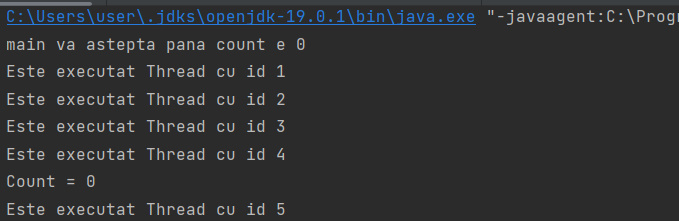 C:\Users\user\.jdks\openjdk-19.0.1\bin\java.exe "-javaagent:C:\Progr
main va astepta pana count e 0
Este executat Thread cu id 1
Este executat Thread cu id 2
Este executat Thread cu id 3
Este executat Thread cu id 4
Count = 0
Este executat Thread cu id 5